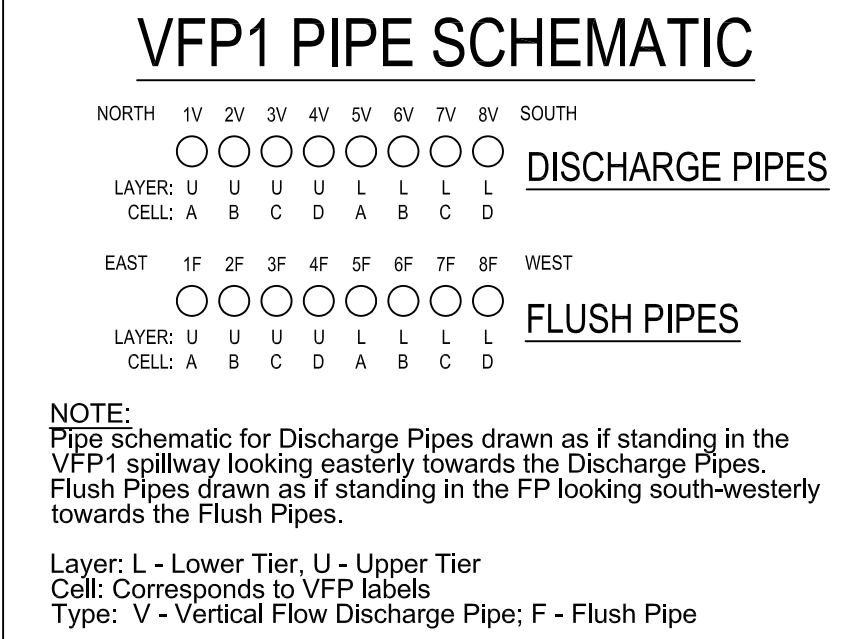 VFP1 PIPE SCHEMATIC
NORTH 1V 2V 3V 4V 5V 6V 7V 8V SOUTH
DISCHARGE PIPES
LAYER: U U U U L L L L
CELL: A B C D A B C D
EAST 1F 2F 3F 4F 5F 6F 7F 8F WEST
FLUSH PIPES
LAYER: U U U U L L L L
CELL: A B C D A B C D
NOTE:
Pipe schematic for Discharge Pipes drawn as if standing in the
VFP1 spillway looking easterly towards the Discharge Pipes.
Flush Pipes drawn as if standing in the FP looking south-westerly
towards the Flush Pipes.
Layer: L - Lower Tier, U - Upper Tier
Cell: Corresponds to VFP labels
Type: V - Vertical Flow Discharge Pipe; F - Flush Pipe